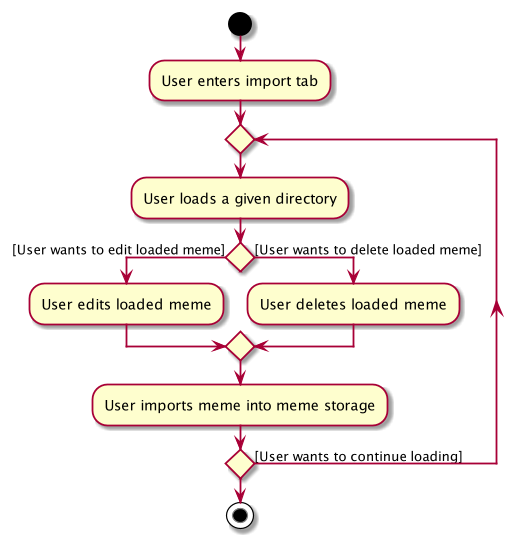 User enters import tab
User loads a given directory
[User wants to edit loaded meme]
[User wants to delete loaded meme]
User edits loaded meme
User deletes loaded meme
User imports meme into meme storage
[User wants to continue loading]